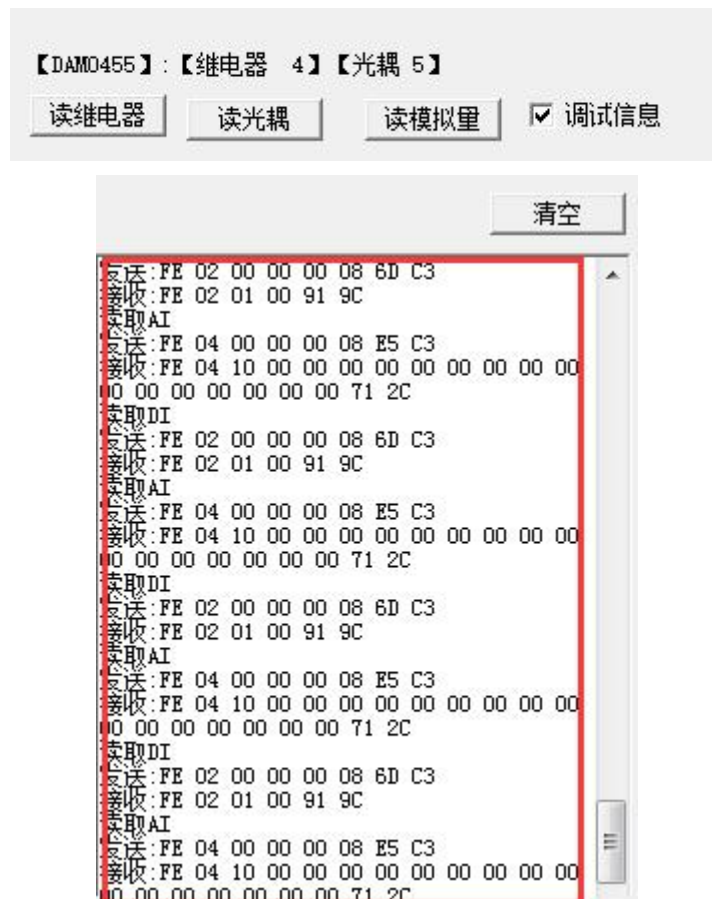 【DAM0455】:【继电器 4】【光耦 5】
读继电器 读光耦 读模拟量 调试信息
清空
发送:FE 02 00 00 00 08 6D C3
接收:FE 02 01 00 91 9C
读取AI
发送:FE 04 00 00 00 08 E5 C3
接收:FE 04 10 00 00 00 00 00 00 00 00 00
00 00 00 00 00 00 00 71 2C
读取DI
发送:FE 02 00 00 00 08 6D C3
接收:FE 02 01 00 91 9C
读取AI
发送:FE 04 00 00 00 08 E5 C3
接收:FE 04 10 00 00 00 00 00 00 00 00 00
00 00 00 00 00 00 00 71 2C
读取DI
发送:FE 02 00 00 00 08 6D C3
接收:FE 02 01 00 91 9C
读取AI
发送:FE 04 00 00 00 08 E5 C3
接收:FE 04 10 00 00 00 00 00 00 00 00 00
00 00 00 00 00 00 00 71 2C
读取DI
发送:FE 02 00 00 00 08 6D C3
接收:FE 02 01 00 91 9C
读取AI
发送:FE 04 00 00 00 08 E5 C3
接收:FE 04 10 00 00 00 00 00 00 00 00 00
00 00 00 00 00 00 00 71 2C